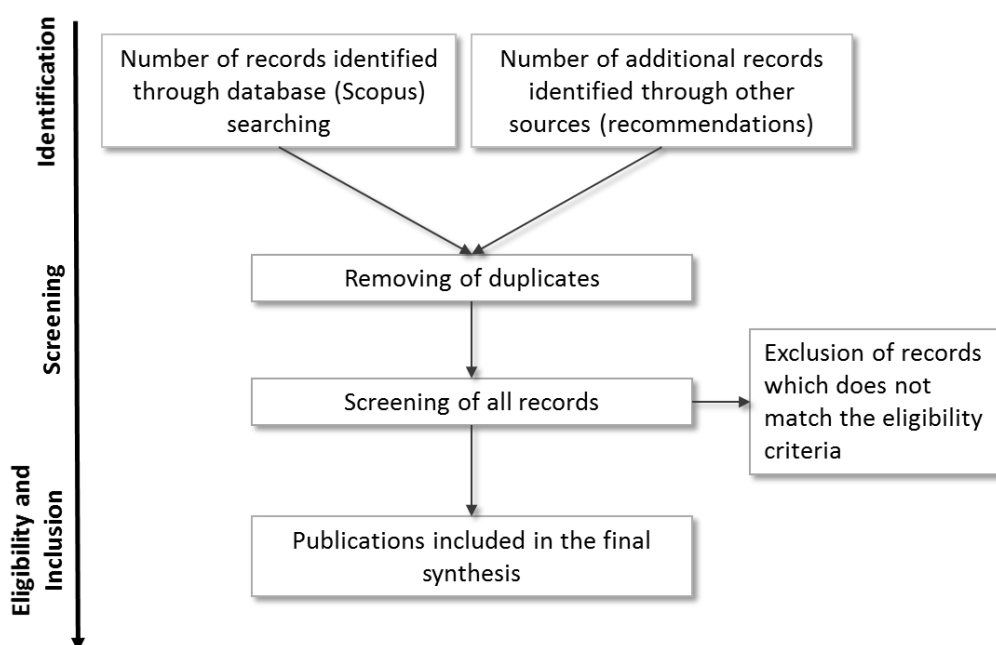 Identification
Number of records identified
through database (Scopus)
searching
Number of additional records
identified through other
sources (recommendations)
Screening
Removing of duplicates
Screening of all records
Exclusion of records
which does not
match the eligibility
criteria
Eligibility and
Inclusion
Publications included in the final
synthesis